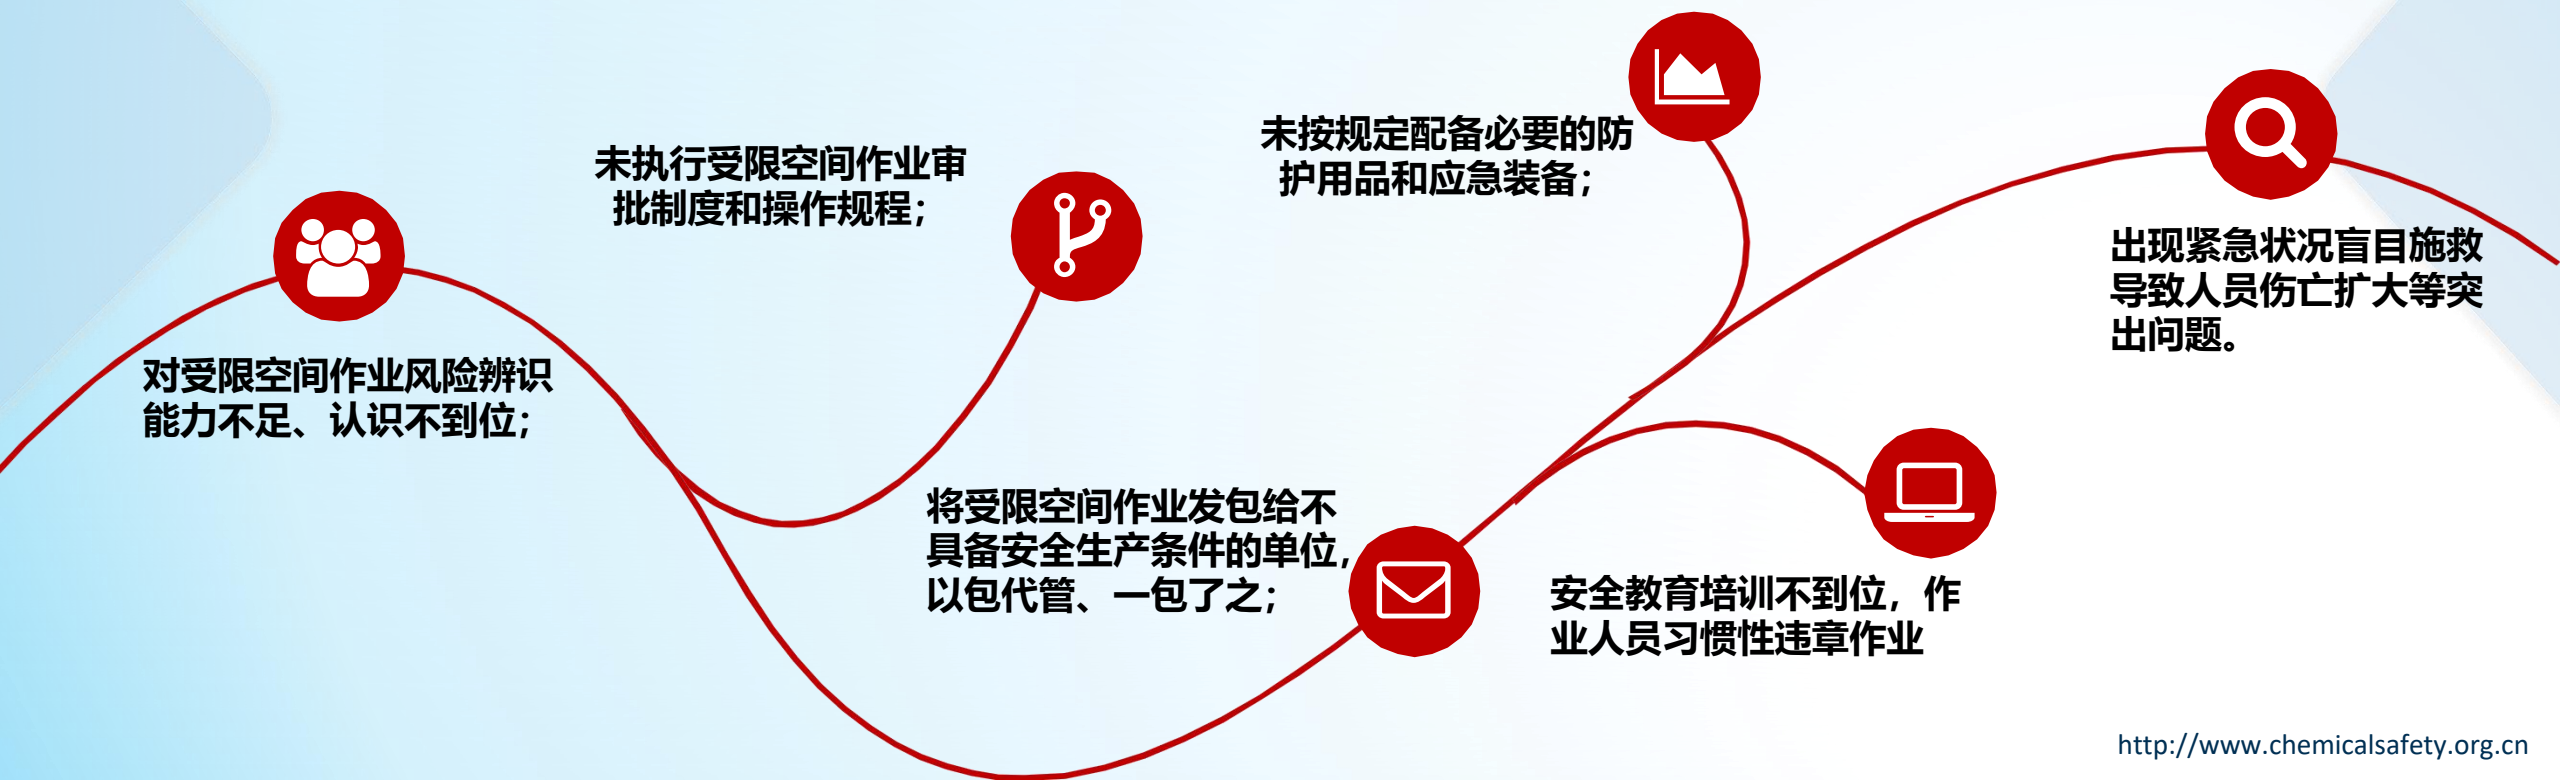 对受限空间作业风险辨识
能力不足、认识不到位；
未执行受限空间作业审
批制度和操作规程；
将受限空间作业发包给不
具备安全生产条件的单位，
以包代管、一包了之；
未按规定配备必要的防
护用品和应急装备；
安全教育培训不到位，作
业人员习惯性违章作业
出现紧急状况盲目施救
导致人员伤亡扩大等突
出问题。
http://www.chemicalsafety.org.cn